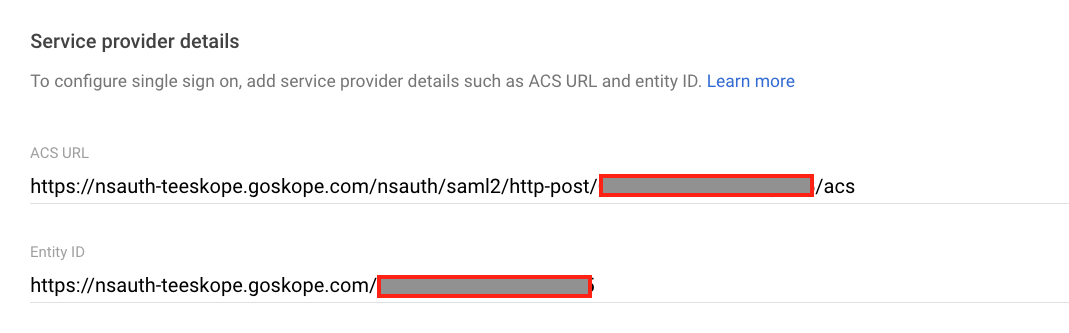 Service provider details
To configure single sign on, add service provider details such as ACS URL and entity ID. Learn more
ACS URL
https://nsauth-teeskope.goskope.com/nsauth/saml2/http-post/ /acs
Entity ID
https://nsauth-teeskope.goskope.com/